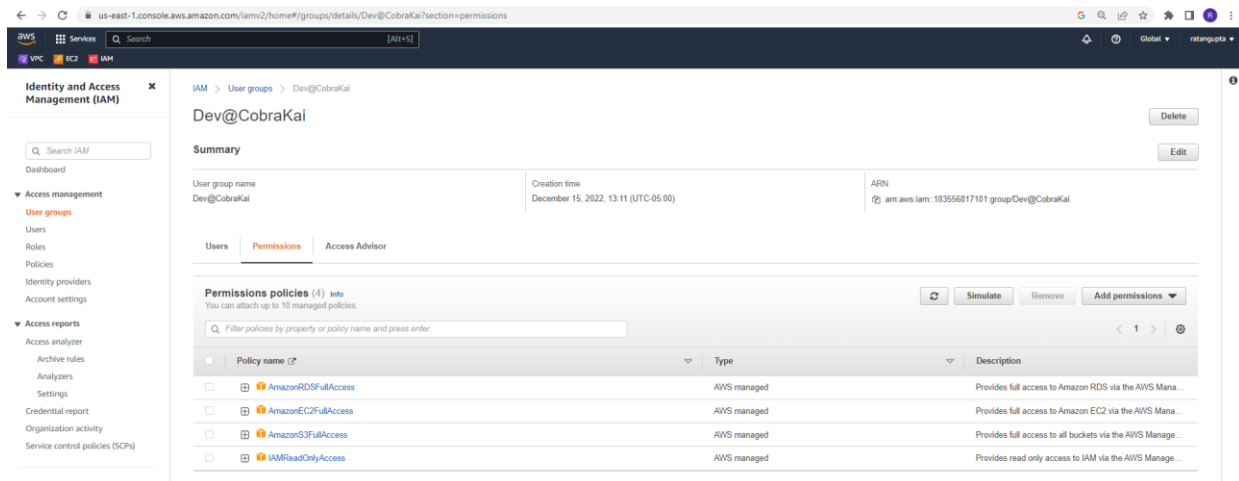 us-east-1.console.aws.amazon.com/iamv2/home#/groups/details/Dev@CobraKai?section=permissions
aws Services Search [Alt+S] Global ratangupta
VPC EC2 IAM
Identity and Access Management (IAM)
Search IAM
Dashboard
Access management
User groups
Users
Roles
Policies
Identity providers
Account settings
Access reports
Access analyzer
Archive rules
Analyzers
Settings
Credential report
Organization activity
Service control policies (SCPs)
IAM > User groups > Dev@CobraKai
Dev@CobraKai Delete
Summary Edit
User group name Creation time ARN
Dev@CobraKai December 15, 2022, 13:11 (UTC-05:00) arn:aws:iam::183556817101:group/Dev@CobraKai
Users Permissions Access Advisor
Permissions policies (4) Info Simulate Remove Add permissions
You can attach up to 10 managed policies.
Filter policies by property or policy name and press enter. < 1 >
Policy name Type Description
AmazonRDSFullAccess AWS managed Provides full access to Amazon RDS via the AWS Mana...
AmazonEC2FullAccess AWS managed Provides full access to Amazon EC2 via the AWS Mana...
AmazonS3FullAccess AWS managed Provides full access to all buckets via the AWS Manage...
IAMReadOnlyAccess AWS managed Provides read only access to IAM via the AWS Manage...